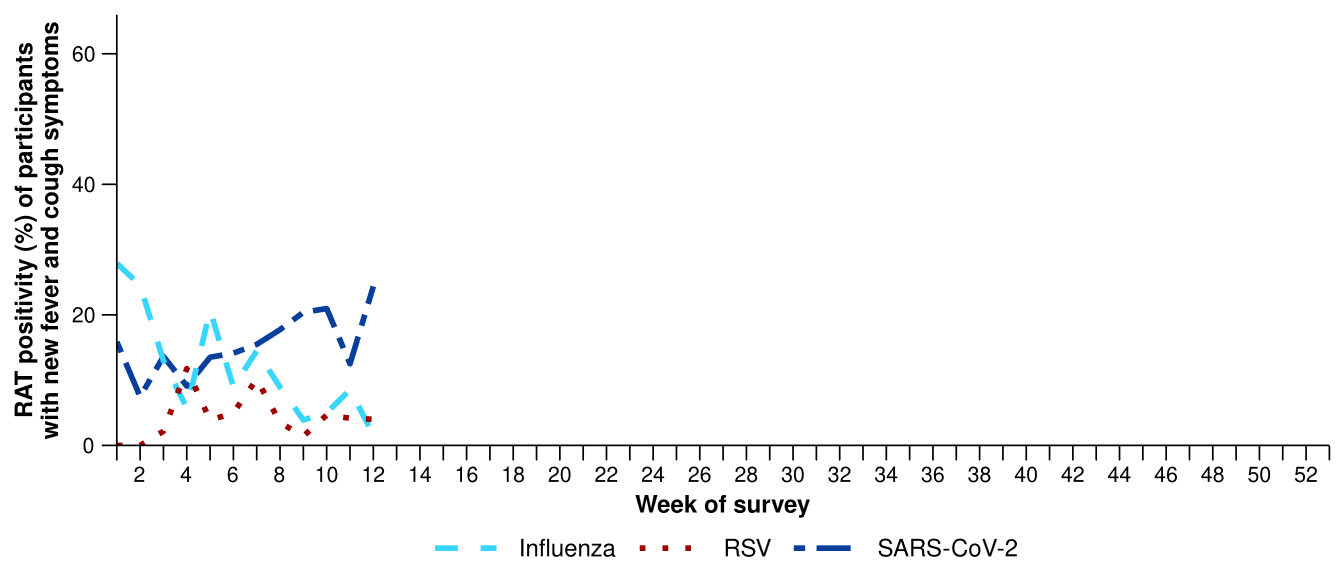 RAT positivity (%) of participants
with new fever and cough symptoms
60
40
20
0
2 4 6 8 10 12 14 16 18 20 22 24 26 28 30 32 34 36 38 40 42 44 46 48 50 52
Week of survey
Influenza RSV SARS-CoV-2